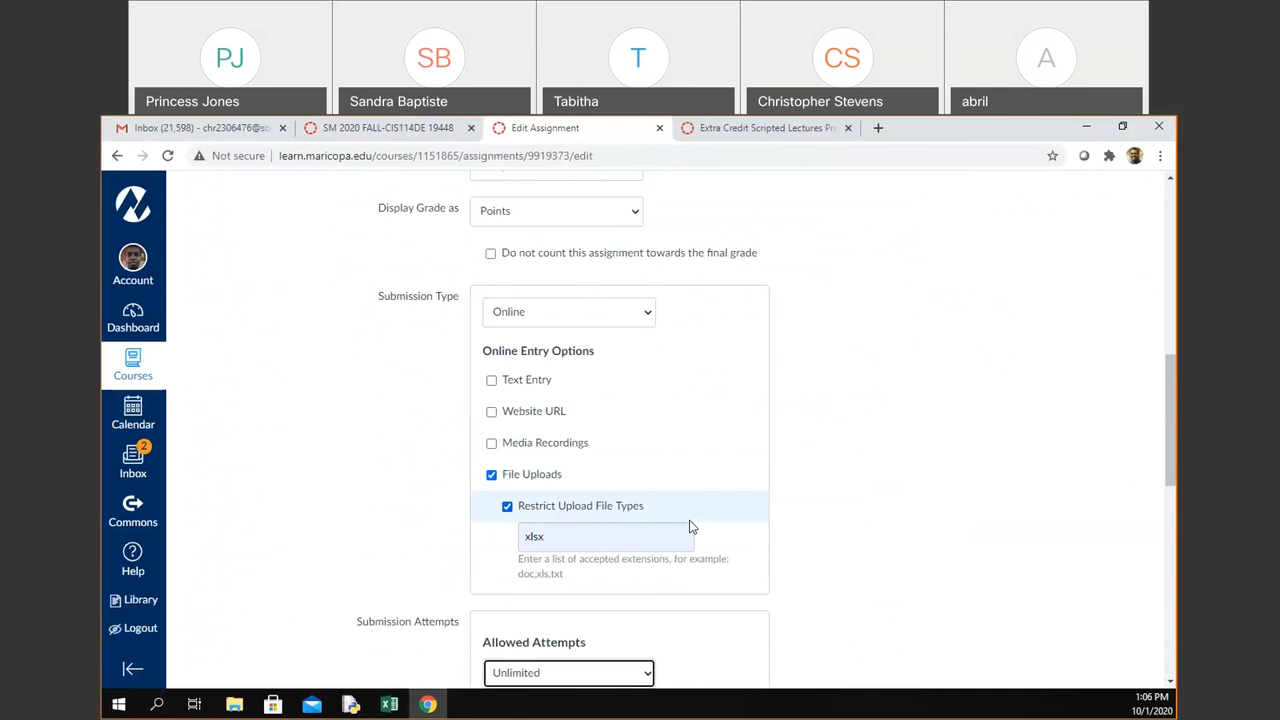 PJ
SB
T
CS
A
Princess Jones
Sandra Baptiste
Tabitha
Christopher Stevens
abril
Inbox (21,598) - chr2306476@so
SM 2020 FALL-CIS114DE 19448
Edit Assignment
Extra Credit Scripted Lectures Pr
Not secure
learn.maricopa.edu/courses/1151865/assignments/9919373/edit
Account
Dashboard
Courses
Calendar
2
Inbox
Commons
Help
Library
Logout
Display Grade as
Points
Do not count this assignment towards the final grade
Submission Type
Online
Online Entry Options
Text Entry
Website URL
Media Recordings
File Uploads
Restrict Upload File Types
xlsx
Enter a list of accepted extensions, for example:
doc,xls,txt
Submission Attempts
Allowed Attempts
Unlimited
1:06 PM
10/1/2020